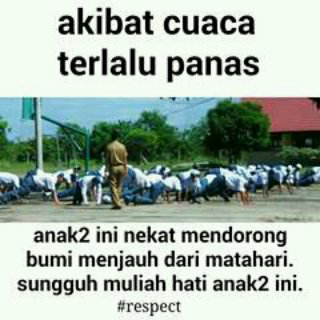 akibat cuaca
terlalu panas
anak2 ini nekat mendorong
bumi menjauh dari matahari.
sungguh muliah hati anak2 ini.
#respect